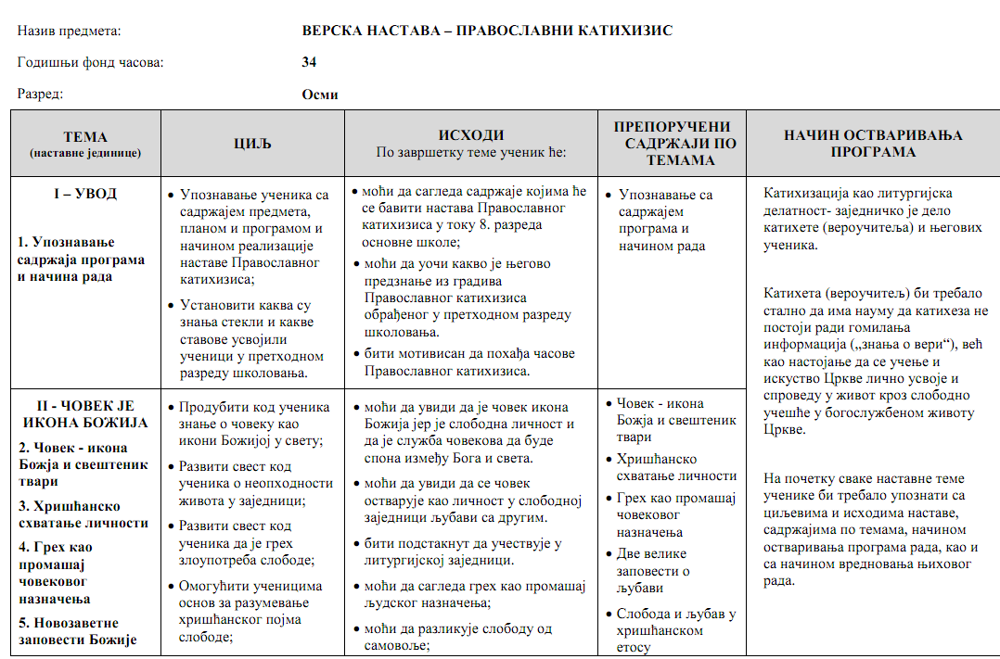 Назив предмета:
ВЕРСКА НАСТАВА – ПРАВОСЛАВНИ КАТИХИЗИС
Годишњи фонд часова:
34
Разред:
Осми
ТЕМА
(наставне јединице)
ЦИЉ
ИСХОДИ
По завршетку теме ученик ће:
ПРЕПОРУЧЕНИ
САДРЖАЈИ ПО
ТЕМАМА
НАЧИН ОСТВАРИВАЊА
ПРОГРАМА
I – УВОД
1. Упознавање
садржаја програма
и начина рада
• Упознавање ученика са
садржајем предмета,
планом и програмом и
начином реализације
наставе Православног
катихизиса;
• Установити каква су
знања стекли и какве
ставове усвојили
ученици у претходном
разреду школовања.
• моћи да сагледа садржаје којима ће
се бавити настава Православног
катихизиса у току 8. разреда
основне школе;
• моћи да уочи какво је његово
предзнање из градива
Православног катихизиса
обрађеног у претходном разреду
школовања.
• бити мотивисан да похађа часове
Православног катихизиса.
• Упознавање са
садржајем
програма и
начином рада
Катихизација као литургијска
делатност- заједничко је дело
катихете (вероучитеља) и његових
ученика.
Катихета (вероучитељ) би требало
стално да има науму да катихеза не
постоји ради гомилања
информација („знања о вери“), већ
као настојање да се учење и
искуство Цркве лично усвоје и
спроведу у живот кроз слободно
учешће у богослужбеном животу
Цркве.
На почетку сваке наставне теме
ученике би требало упознати са
циљевима и исходима наставе,
садржајима по темама, начином
остваривања програма рада, као и
са начином вредновања њиховог
рада.
II - ЧОВЕК ЈЕ
ИКОНА БОЖИЈА
2. Човек - икона
Божја и свештеник
твари
3. Хришћанско
схватање личности
4. Грех као
промашај
човековог
назначења
5. Новозаветне
заповести Божије
• Продубити код ученика
знање о човеку као
икони Божијој у свету;
• Развити свест код
ученика о неопходности
живота у заједници;
• Развити свест код
ученика да је грех
злоупотреба слободе;
• Омогућити ученицима
основ за разумевање
хришћанског појма
слободе;
• моћи да увиди да је човек икона
Божија јер је слободна личност и
да је служба човекова да буде
спона између Бога и света.
• моћи да увиди да се човек
остварује као личност у слободној
заједници љубави са другим.
• бити подстакнут да учествује у
литургијској заједници.
• моћи да сагледа грех као промашај
људског назначења;
• моћи да разликује слободу од
самовоље;
• Човек - икона
Божја и свештеник
твари
• Хришћанско
схватање личности
• Грех као промашај
човековог
назначења
• Две велике
заповести о
љубави
• Слобода и љубав у
хришћанском
етосу